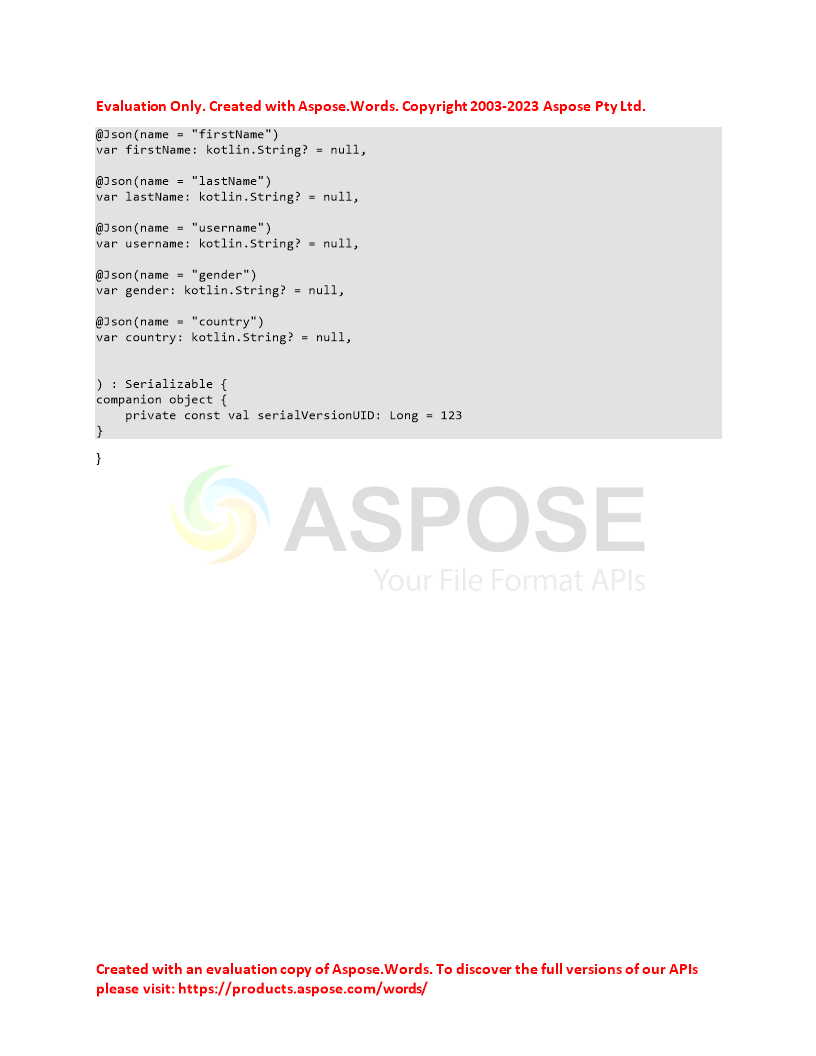 Evaluation Only. Created with Aspose.Words. Copyright 2003-2023 Aspose Pty Ltd.
@Json(name = "firstName")
var firstName: kotlin.String? = null,
@Json(name = "lastName")
var lastName: kotlin.String? = null,
@Json(name = "username")
var username: kotlin.String? = null,
@Json(name = "gender")
var gender: kotlin.String? = null,
@Json(name = "country")
var country: kotlin.String? = null,
) : Serializable {
companion object {
    private const val serialVersionUID: Long = 123
}
}
ASPOSE
Your File Format APIs
Created with an evaluation copy of Aspose.Words. To discover the full versions of our APIs
please visit: https://products.aspose.com/words/